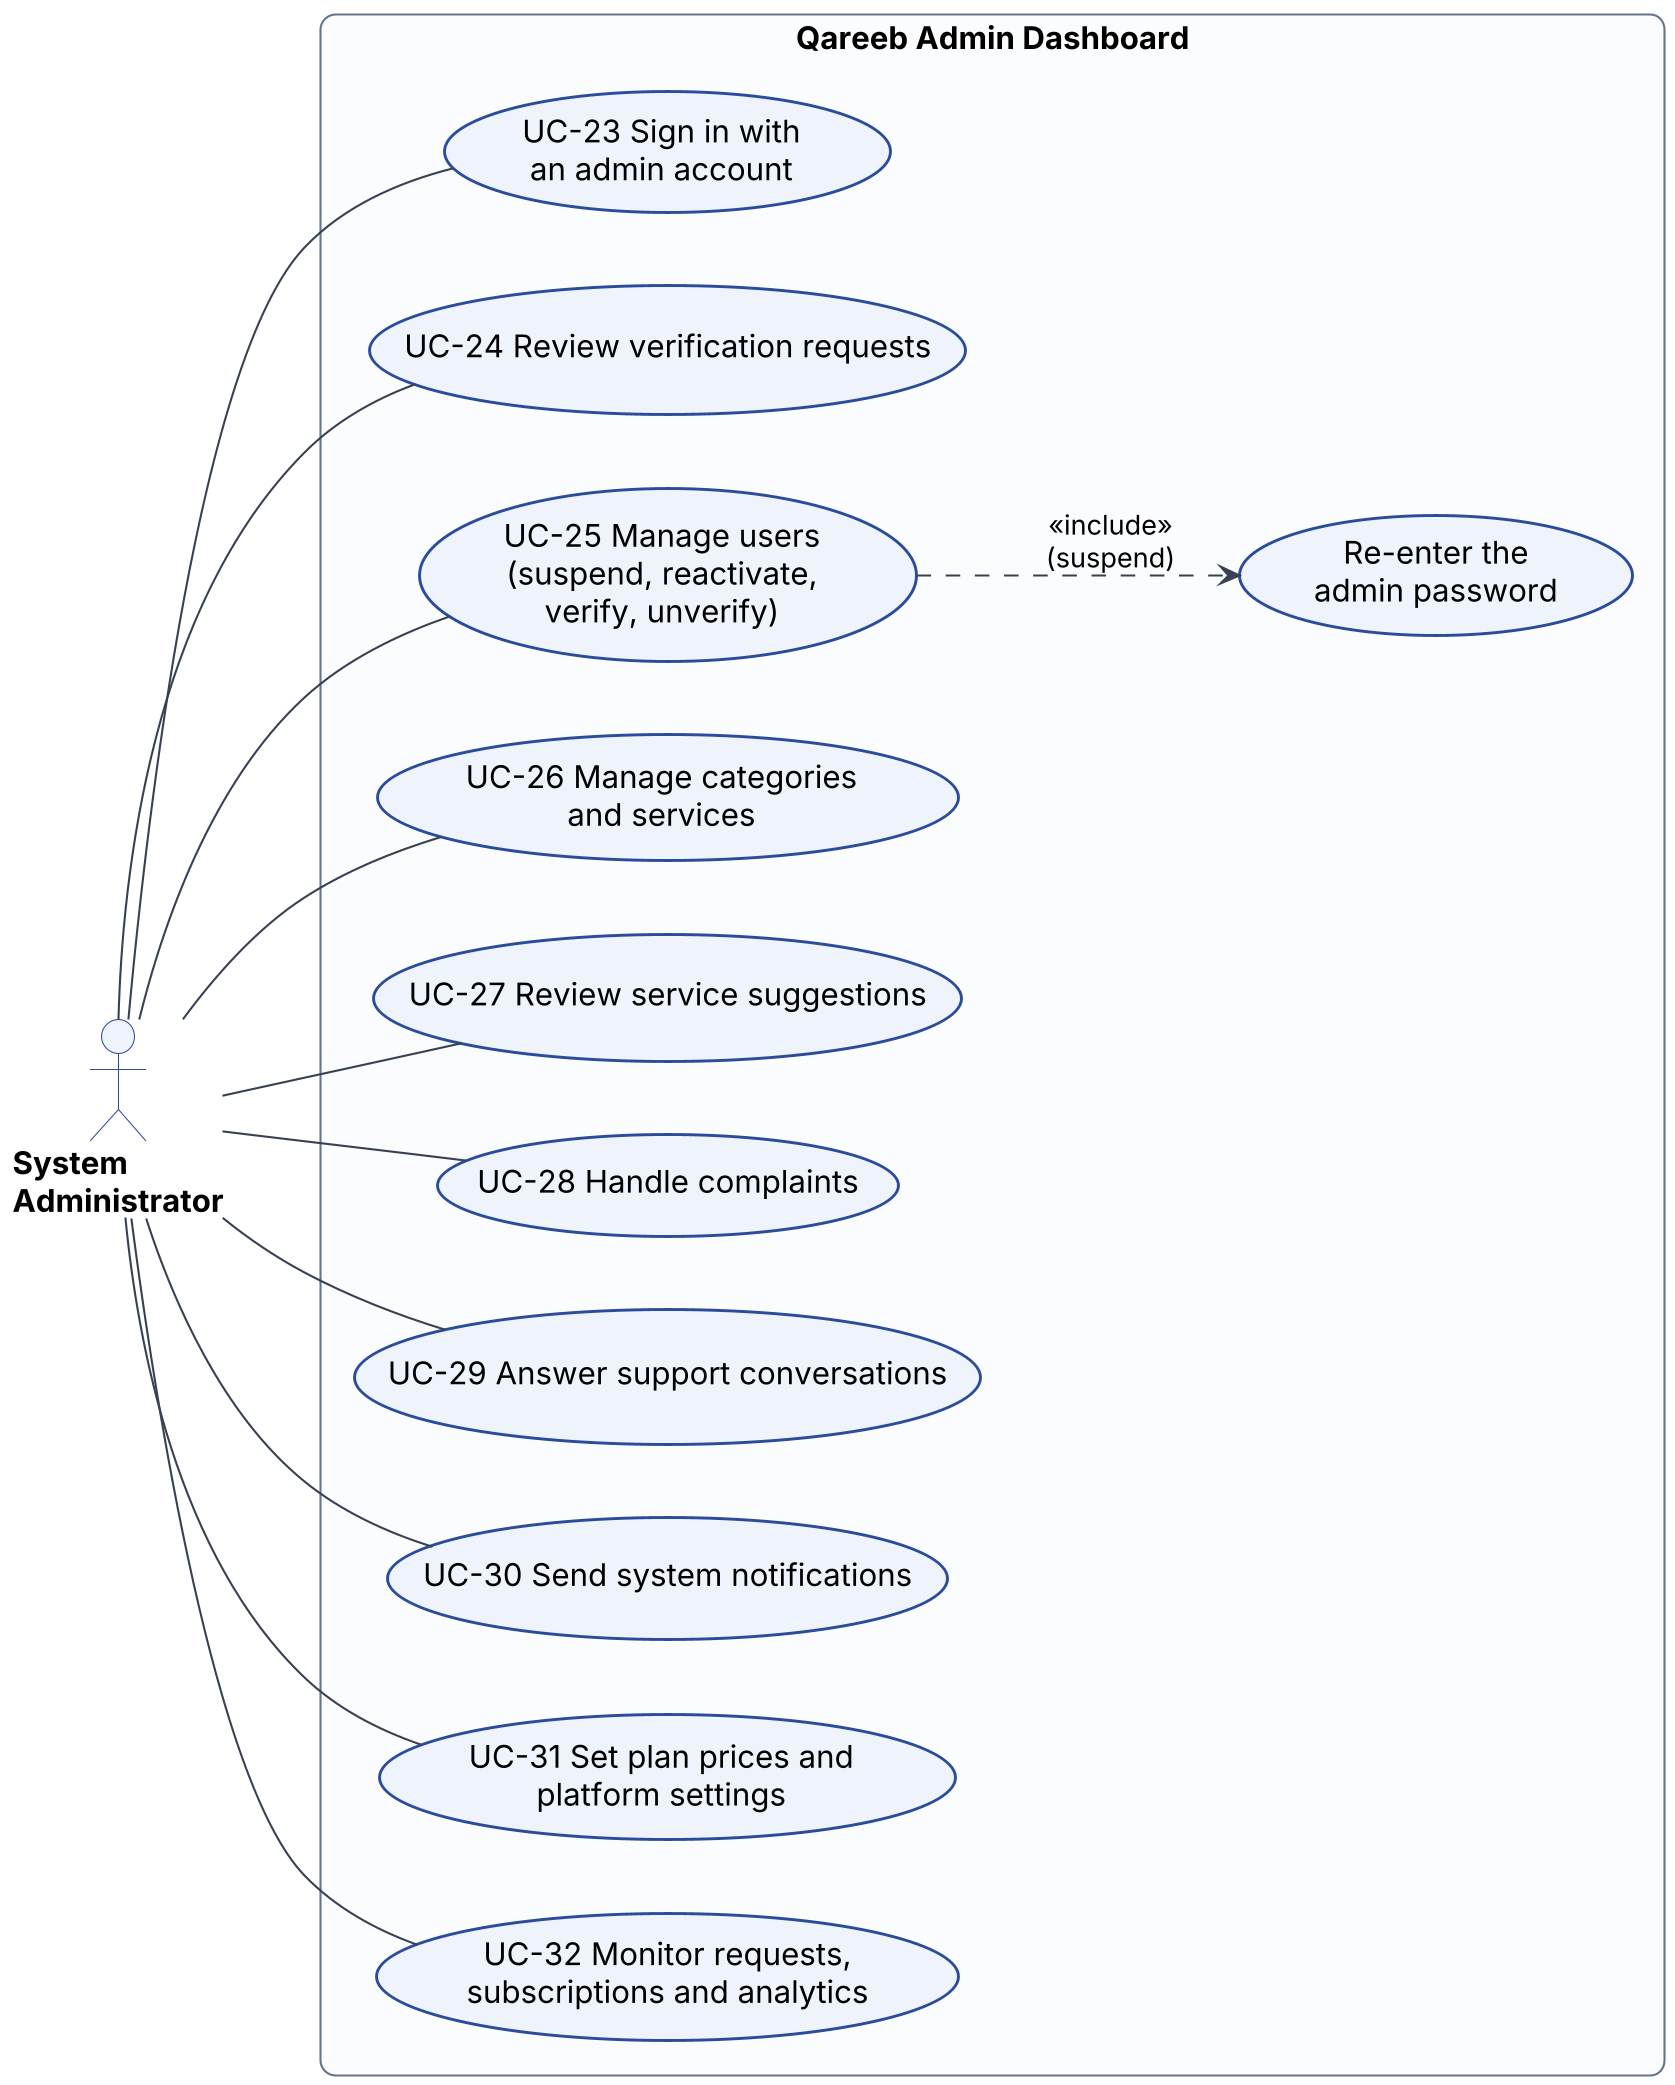 Qareeb Admin Dashboard
UC-23 Sign in with
an admin account
UC-24 Review verification requests
UC-25 Manage users
(suspend, reactivate,
verify, unverify)
«include»
(suspend)
Re-enter the
admin password
UC-26 Manage categories
and services
UC-27 Review service suggestions
System
Administrator
UC-28 Handle complaints
UC-29 Answer support conversations
UC-30 Send system notifications
UC-31 Set plan prices and
platform settings
UC-32 Monitor requests,
subscriptions and analytics